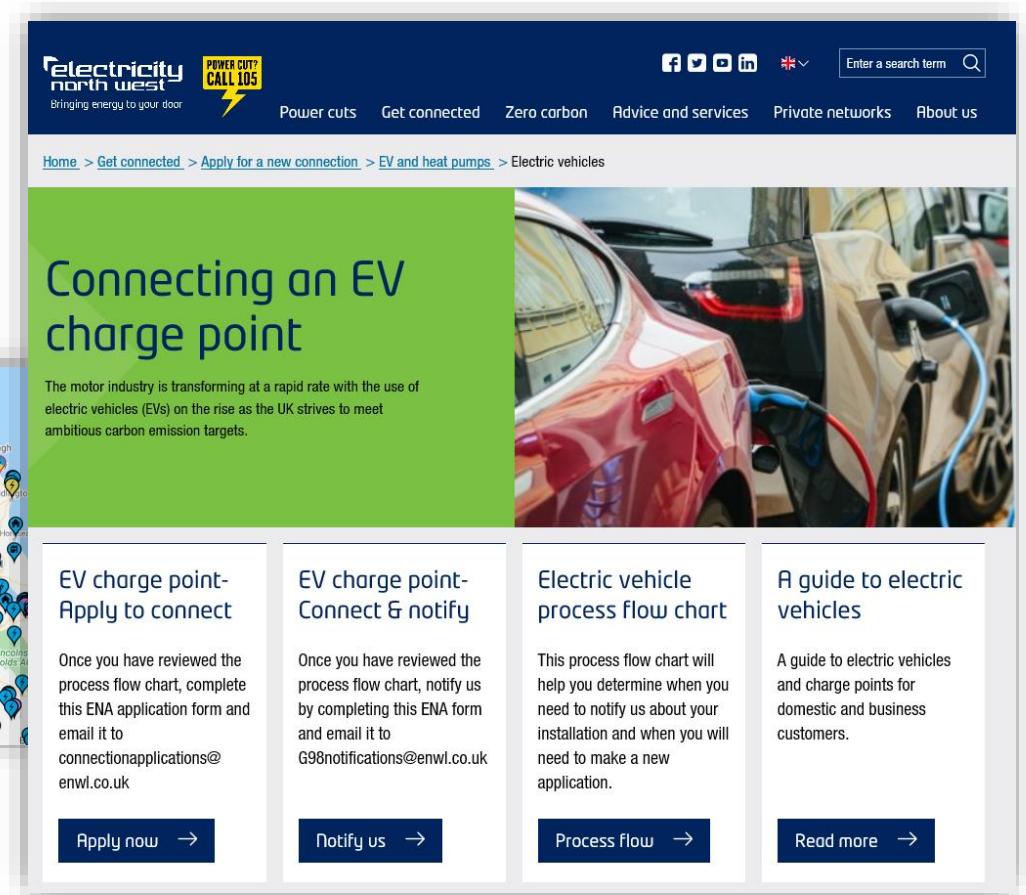 electricity
north west
Bringing energy to your door
POWER CUT?
CALL 105
Enter a search term
Power cuts Get connected Zero carbon Advice and services Private networks About us
Home > Get connected > Apply for a new connection > EV and heat pumps > Electric vehicles
Connecting an EV
charge point
The motor industry is transforming at a rapid rate with the use of
electric vehicles (EVs) on the rise as the UK strives to meet
ambitious carbon emission targets.
EV charge point-
Apply to connect
Once you have reviewed the
process flow chart, complete
this ENA application form and
email it to
connectionapplications@
enwl.co.uk
Apply now
EV charge point-
Connect & notify
Once you have reviewed the
process flow chart, notify us
by completing this ENA form
and email it to
G98notifications@enwl.co.uk
Notify us
Electric vehicle
process flow chart
This process flow chart will
help you determine when you
need to notify us about your
installation and when you will
need to make a new
application.
Process flow
A guide to electric
vehicles
A guide to electric vehicles
and charge points for
domestic and business
customers.
Read more